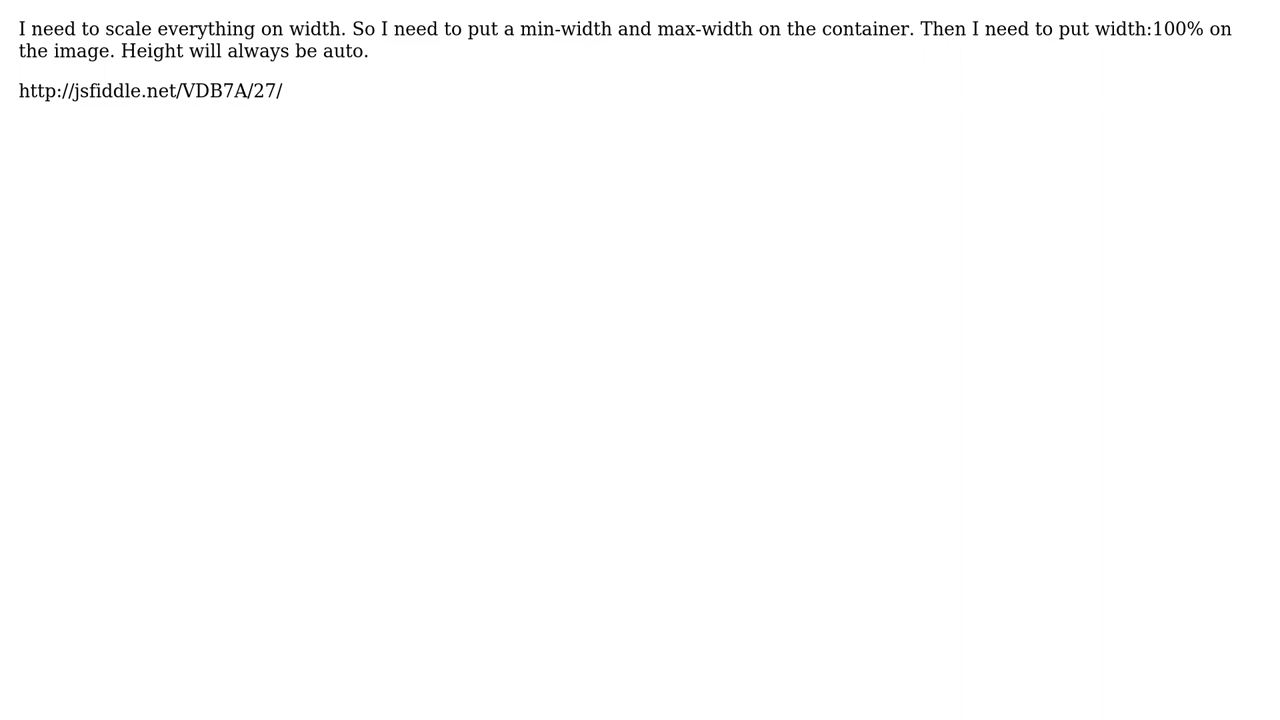 I need to scale everything on width. So I need to put a min-width and max-width on the container. Then I need to put width:100% on
the image. Height will always be auto.
http://jsfiddle.net/VDB7A/27/